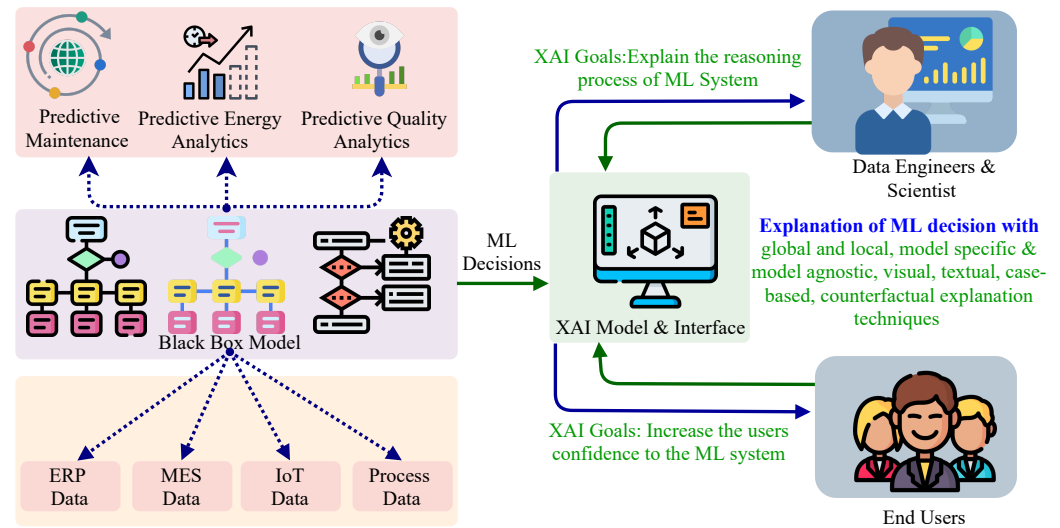 Predictive
Maintenance
Predictive Energy
Analytics
Predictive Quality
Analytics
Black Box Model
ERP
Data
MES
Data
IoT
Data
Process
Data
ML
Decisions
XAI Goals:Explain the reasoning
process of ML System
XAI Model & Interface
XAI Goals: Increase the users
confidence to the ML system
Data Engineers &
Scientist
Explanation of ML decision with
global and local, model specific &
model agnostic, visual, textual, case-
based, counterfactual explanation
techniques
End Users